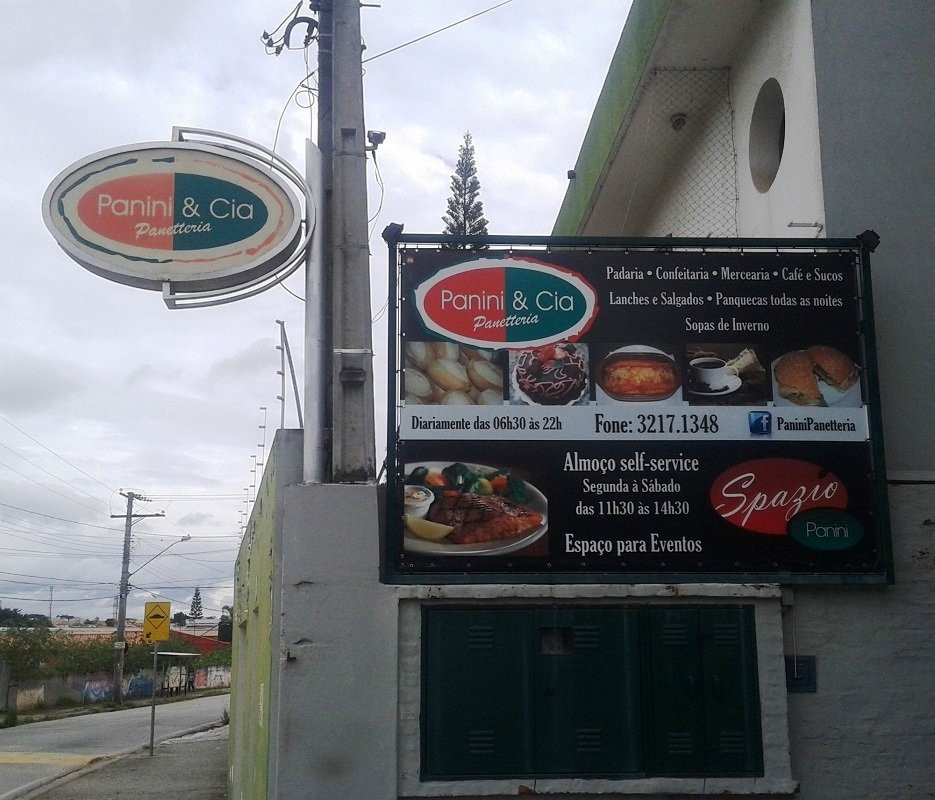 Panini & Cia
Panetteria
Panini & Cia
Panetteria
Padaria • Confeitaria • Mercearia • Café e Sucos
Lanches e Salgados • Panquecas todas as noites
Sopas de Inverno
Diariamente das 06h30 às 22h
Fone: 3217.1348
f PaniniPanetteria
Almoço self-service
Segunda à Sábado
das 11h30 às 14h30
Espaço para Eventos
Spazio
Panini